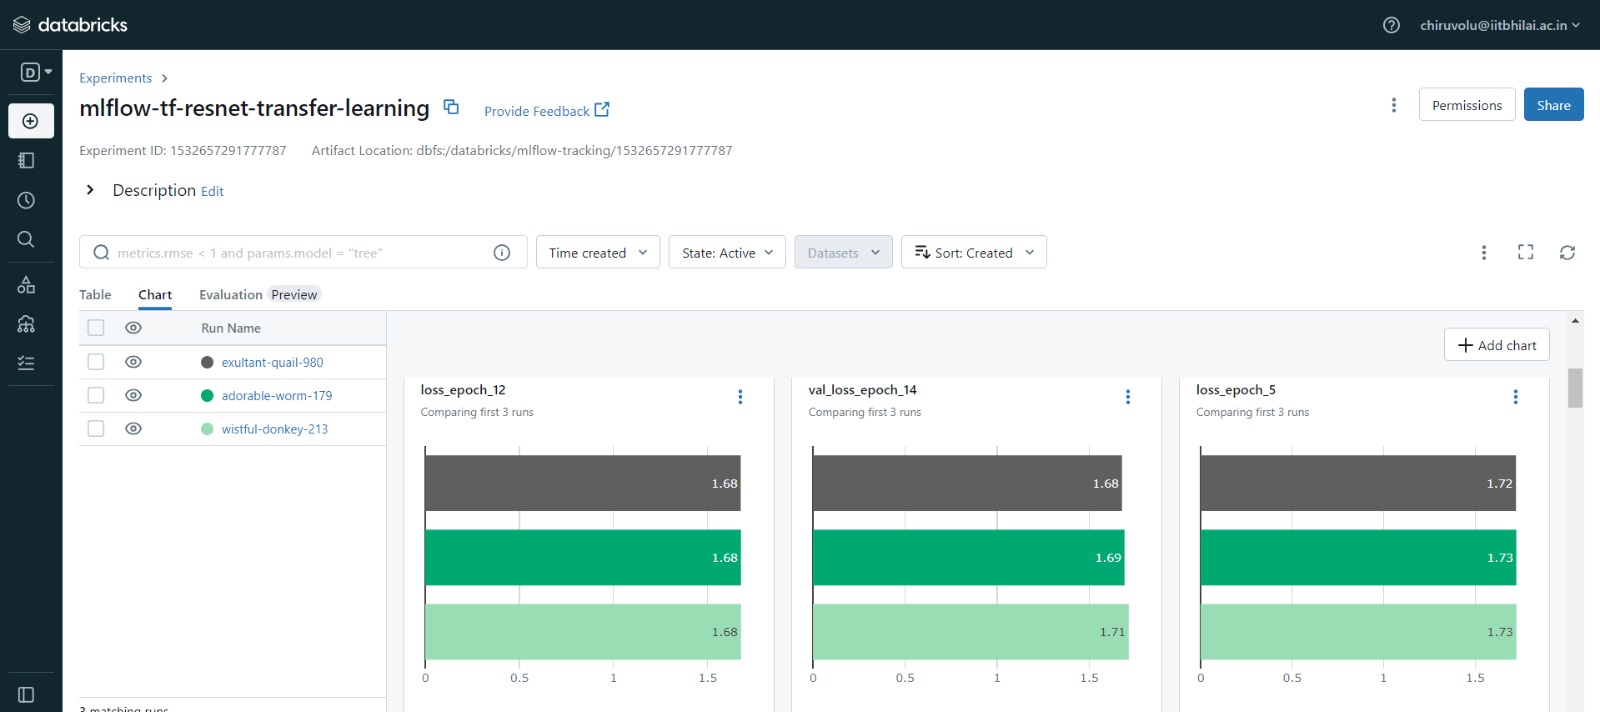 databricks
chiruvolu@iitbhilai.ac.in
D
Experiments
mlflow-tf-resnet-transfer-learning
Provide Feedback
Permissions
Share
Experiment ID: 1532657291777787 Artifact Location: dbfs:/databricks/mlflow-tracking/1532657291777787
Description Edit
metrics.rmse < 1 and params.model = "tree"
Time created
State: Active
Datasets
Sort: Created
Table Chart Evaluation Preview
Run Name
exultant-quail-980
adorable-worm-179
wistful-donkey-213
3 matching runs
Add chart
loss_epoch_12
Comparing first 3 runs
1.68
1.68
1.68
0 0.5 1 1.5
val_loss_epoch_14
Comparing first 3 runs
1.68
1.69
1.71
0 0.5 1 1.5
loss_epoch_5
Comparing first 3 runs
1.72
1.73
1.73
0 0.5 1 1.5